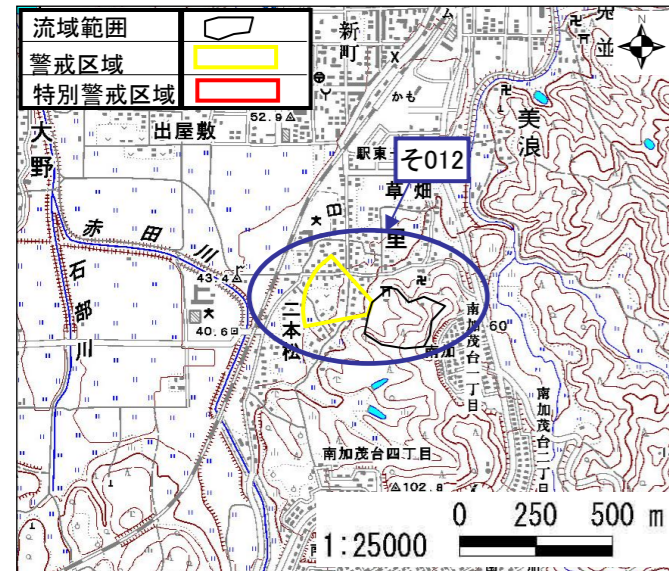 流域範囲
警戒区域
特別警戒区域
新町
兎並
かも
52.9
出屋敷
大野
美浪
駅東
そ012
草畑
田
里
赤田川
43.4
石部川
40.6
二本松
60
南加
南加茂台一丁目
南加茂台二丁目
南加茂台四丁目
102.8
0 250 500 m
1:25000